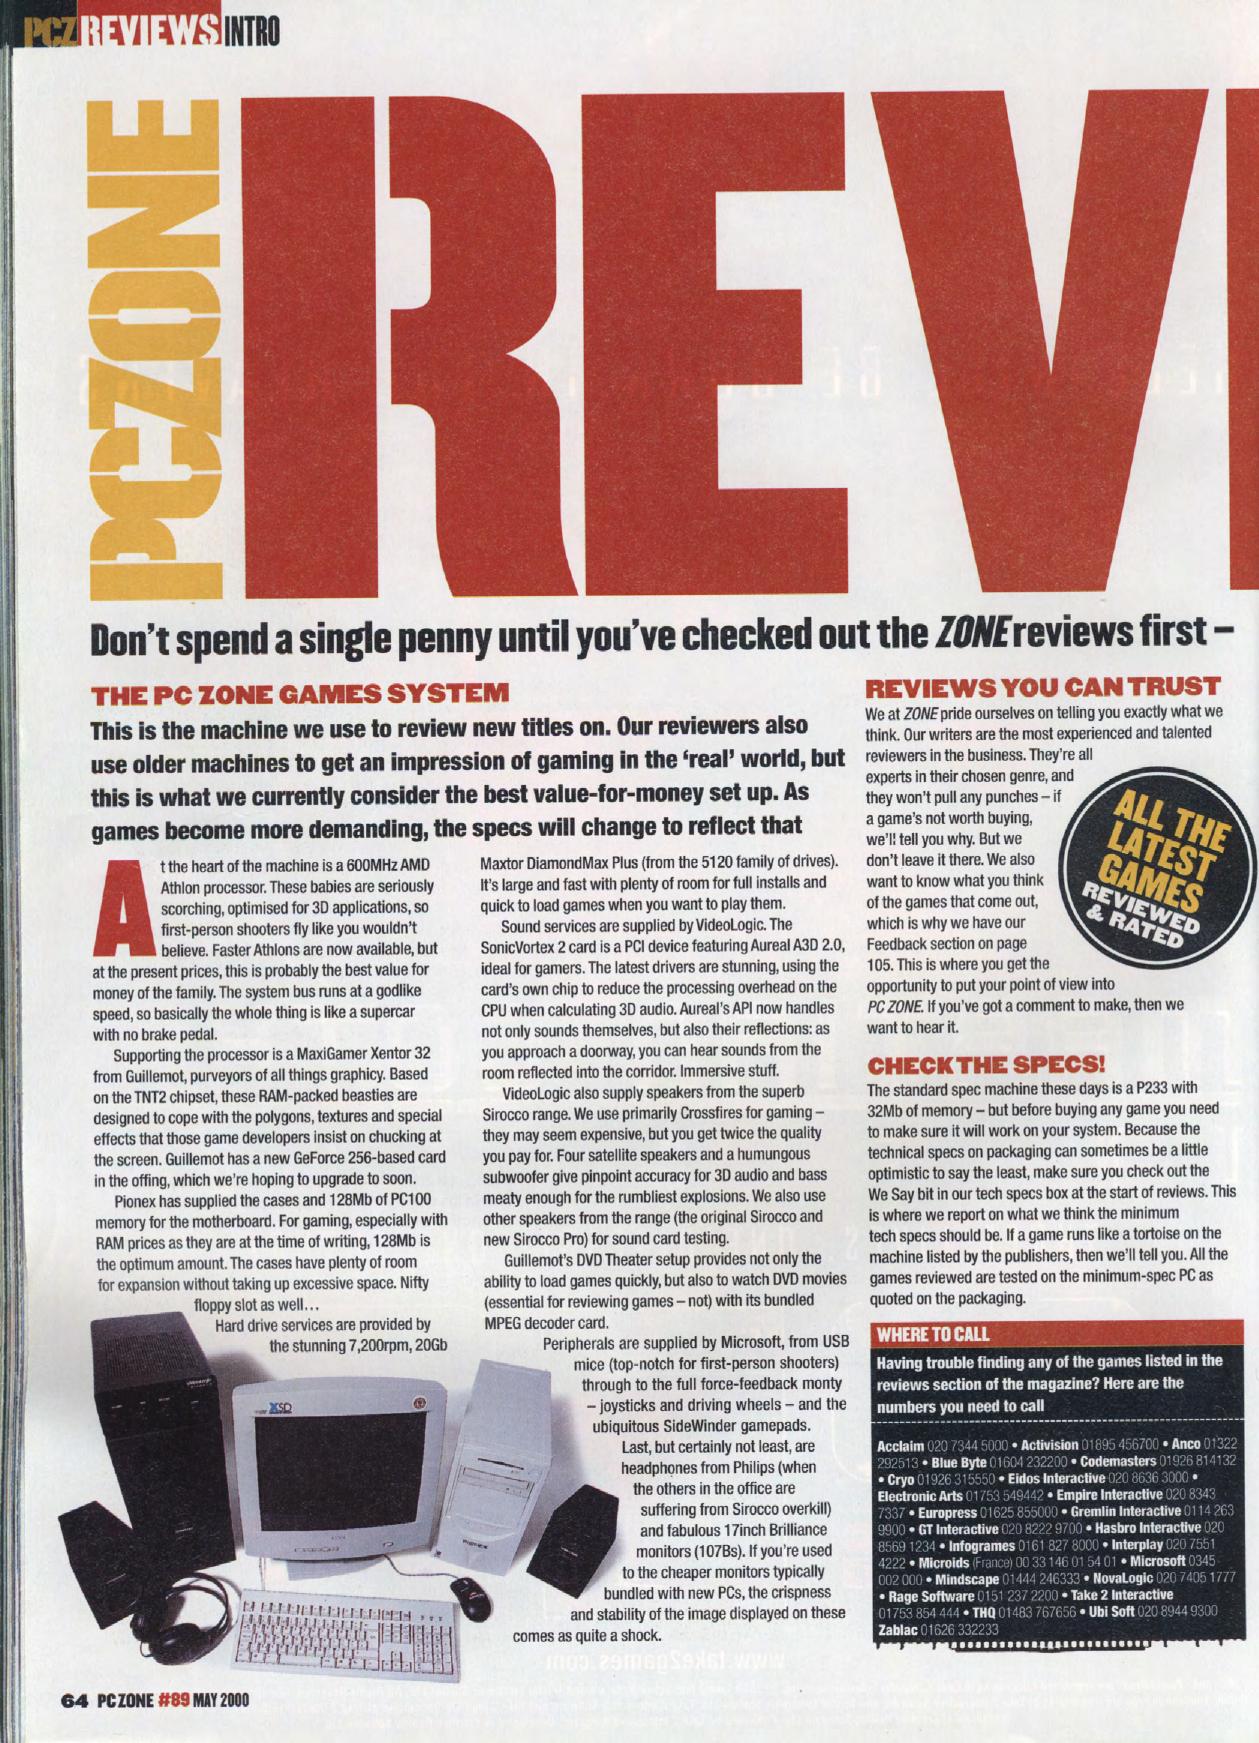 PCZ REVIEWS INTRO
PCZONE
REVI
Don't spend a single penny until you've checked out the ZONE reviews first –
THE PC ZONE GAMES SYSTEM
This is the machine we use to review new titles on. Our reviewers also
use older machines to get an impression of gaming in the 'real' world, but
this is what we currently consider the best value-for-money set up. As
games become more demanding, the specs will change to reflect that
At the heart of the machine is a 600MHz AMD
Athlon processor. These babies are seriously
scorching, optimised for 3D applications, so
first-person shooters fly like you wouldn't
believe. Faster Athlons are now available, but
at the present prices, this is probably the best value for
money of the family. The system bus runs at a godlike
speed, so basically the whole thing is like a supercar
with no brake pedal.
Supporting the processor is a MaxiGamer Xentor 32
from Guillemot, purveyors of all things graphicy. Based
on the TNT2 chipset, these RAM-packed beasties are
designed to cope with the polygons, textures and special
effects that those game developers insist on chucking at
the screen. Guillemot has a new GeForce 256-based card
in the offing, which we're hoping to upgrade to soon.
Pionex has supplied the cases and 128Mb of PC100
memory for the motherboard. For gaming, especially with
RAM prices as they are at the time of writing, 128Mb is
the optimum amount. The cases have plenty of room
for expansion without taking up excessive space. Nifty
floppy slot as well...
Hard drive services are provided by
the stunning 7,200rpm, 20Gb
Maxtor DiamondMax Plus (from the 5120 family of drives).
It's large and fast with plenty of room for full installs and
quick to load games when you want to play them.
Sound services are supplied by VideoLogic. The
SonicVortex 2 card is a PCI device featuring Aureal A3D 2.0,
ideal for gamers. The latest drivers are stunning, using the
card's own chip to reduce the processing overhead on the
CPU when calculating 3D audio. Aureal's API now handles
not only sounds themselves, but also their reflections: as
you approach a doorway, you can hear sounds from the
room reflected into the corridor. Immersive stuff.
VideoLogic also supply speakers from the superb
Sirocco range. We use primarily Crossfires for gaming –
they may seem expensive, but you get twice the quality
you pay for. Four satellite speakers and a humungous
subwoofer give pinpoint accuracy for 3D audio and bass
meaty enough for the rumbliest explosions. We also use
other speakers from the range (the original Sirocco and
new Sirocco Pro) for sound card testing.
Guillemot's DVD Theater setup provides not only the
ability to load games quickly, but also to watch DVD movies
(essential for reviewing games – not) with its bundled
MPEG decoder card.
Peripherals are supplied by Microsoft, from USB
mice (top-notch for first-person shooters)
through to the full force-feedback monty
– joysticks and driving wheels – and the
ubiquitous SideWinder gamepads.
Last, but certainly not least, are
headphones from Philips (when
the others in the office are
suffering from Sirocco overkill)
and fabulous 17inch Brilliance
monitors (107Bs). If you're used
to the cheaper monitors typically
bundled with new PCs, the crispness
and stability of the image displayed on these
comes as quite a shock.
REVIEWS YOU CAN TRUST
We at ZONE pride ourselves on telling you exactly what we
think. Our writers are the most experienced and talented
reviewers in the business. They're all
experts in their chosen genre, and
they won't pull any punches – if
a game's not worth buying,
we'll tell you why. But we
don't leave it there. We also
want to know what you think
of the games that come out,
which is why we have our
Feedback section on page
105. This is where you get the
opportunity to put your point of view into
PC ZONE. If you've got a comment to make, then we
want to hear it.
ALL THE
LATEST
GAMES
REVIEWED
& RATED
CHECK THE SPECS!
The standard spec machine these days is a P233 with
32Mb of memory – but before buying any game you need
to make sure it will work on your system. Because the
technical specs on packaging can sometimes be a little
optimistic to say the least, make sure you check out the
We Say bit in our tech specs box at the start of reviews. This
is where we report on what we think the minimum
tech specs should be. If a game runs like a tortoise on the
machine listed by the publishers, then we'll tell you. All the
games reviewed are tested on the minimum-spec PC as
quoted on the packaging.
WHERE TO CALL
Having trouble finding any of the games listed in the
reviews section of the magazine? Here are the
numbers you need to call
Acclaim 020 7344 5000 • Activision 01895 456700 • Anco 01322
292513 • Blue Byte 01604 232200 • Codemasters 01926 814132
• Cryo 01926 315550 • Eidos Interactive 020 8636 3000 •
Electronic Arts 01753 549442 • Empire Interactive 020 8343
7337 • Europress 01625 855000 • Gremlin Interactive 0114 263
9900 • GT Interactive 020 8222 9700 • Hasbro Interactive 020
8569 1234 • Infogrames 0161 827 8000 • Interplay 020 7551
4222 • Microids (France) 00 33 146 01 54 01 • Microsoft 0345
002 000 • Mindscape 01444 246333 • NovaLogic 020 7405 1777
• Rage Software 0151 237 2200 • Take 2 Interactive
01753 854 444 • THQ 01483 767656 • Ubi Soft 020 8944 9300
Zablac 01626 332233
XSD
PIONEX
64 PC ZONE #89 MAY 2000